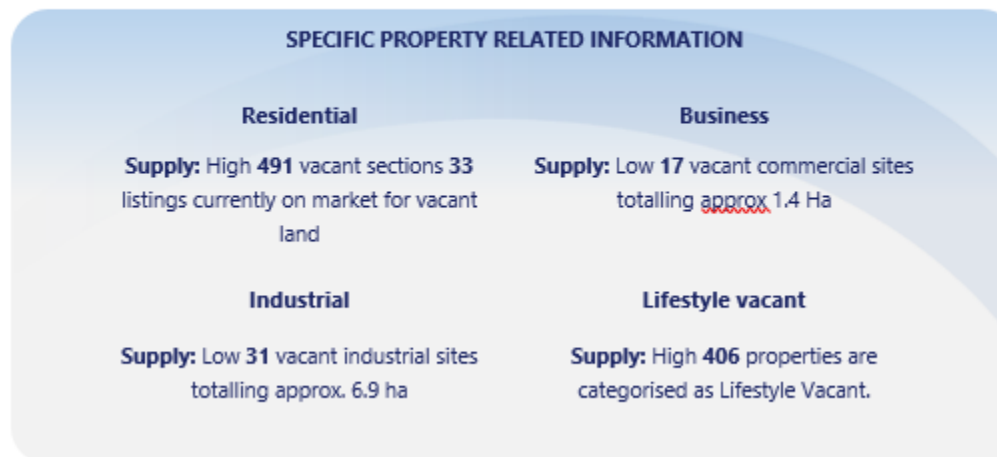 SPECIFIC PROPERTY RELATED INFORMATION
Residential
Supply: High 491 vacant sections 33
listings currently on market for vacant
land
Business
Supply: Low 17 vacant commercial sites
totalling approx 1.4 Ha
Industrial
Supply: Low 31 vacant industrial sites
totalling approx. 6.9 ha
Lifestyle vacant
Supply: High 406 properties are
categorised as Lifestyle Vacant.